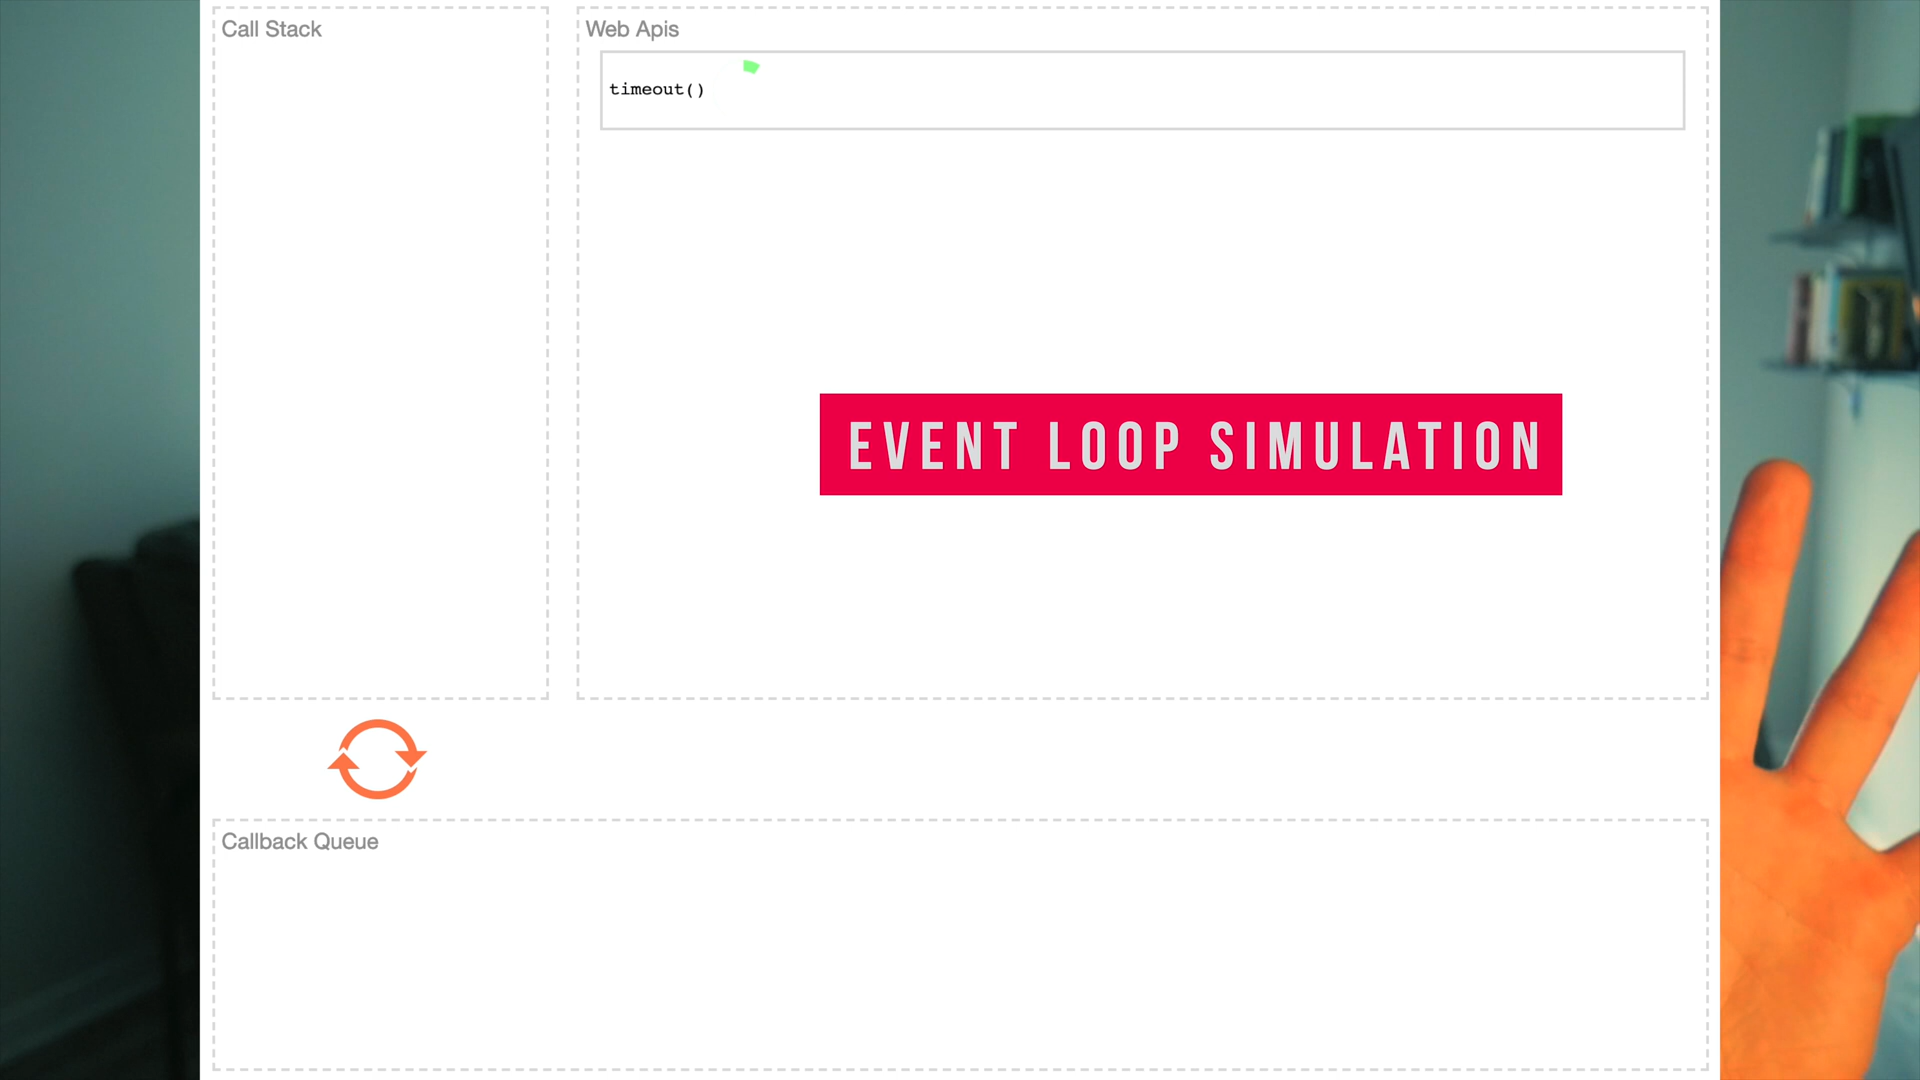 Call Stack
Web Apis
timeout()
EVENT LOOP SIMULATION
Callback Queue